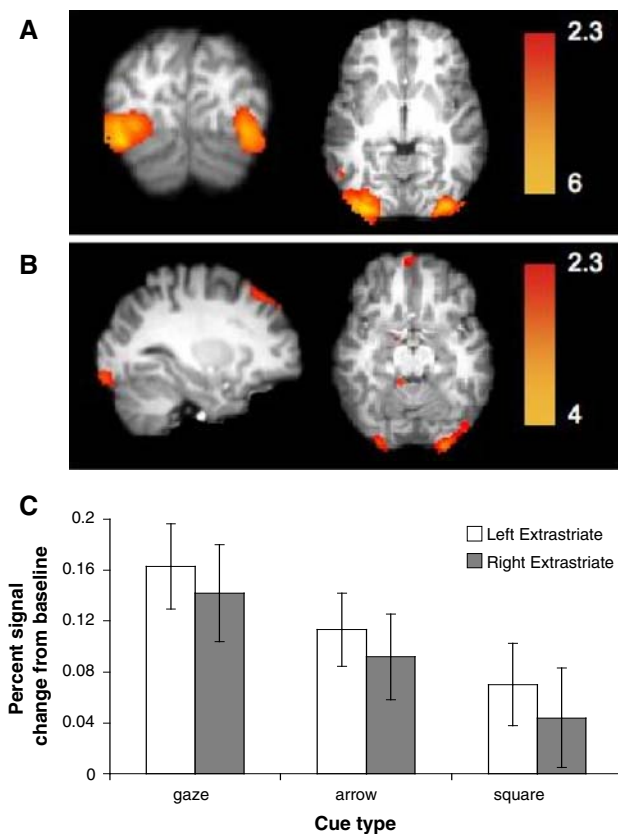 A
2.3
6
B
2.3
4
C
0.2
0.16
0.12
0.08
0.04
0
Percent signal
change from baseline
Left Extrastriate
Right Extrastriate
gaze
arrow
square
Cue type